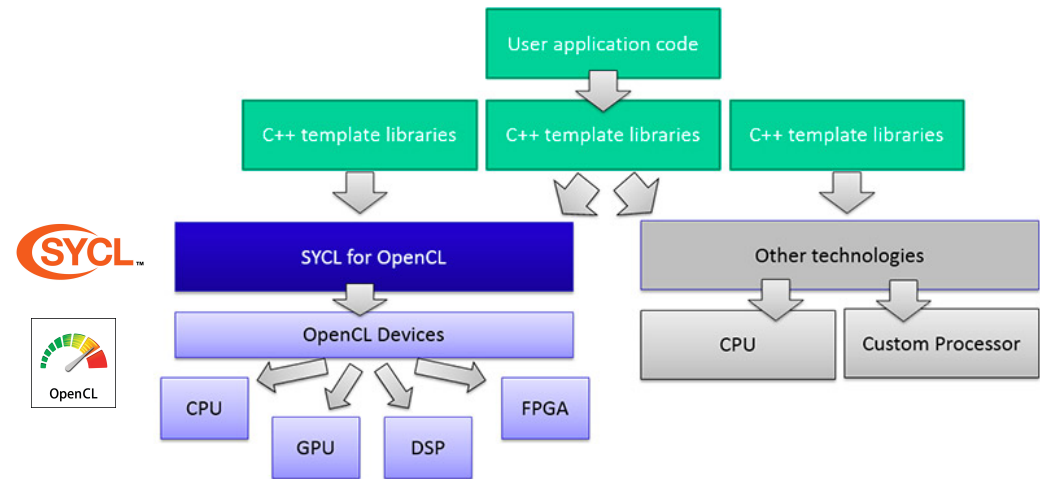 User application code
C++ template libraries
C++ template libraries
C++ template libraries
SYCL™
SYCL for OpenCL
Other technologies
OpenCL Devices
CPU
Custom Processor
OpenCL
CPU
GPU
DSP
FPGA